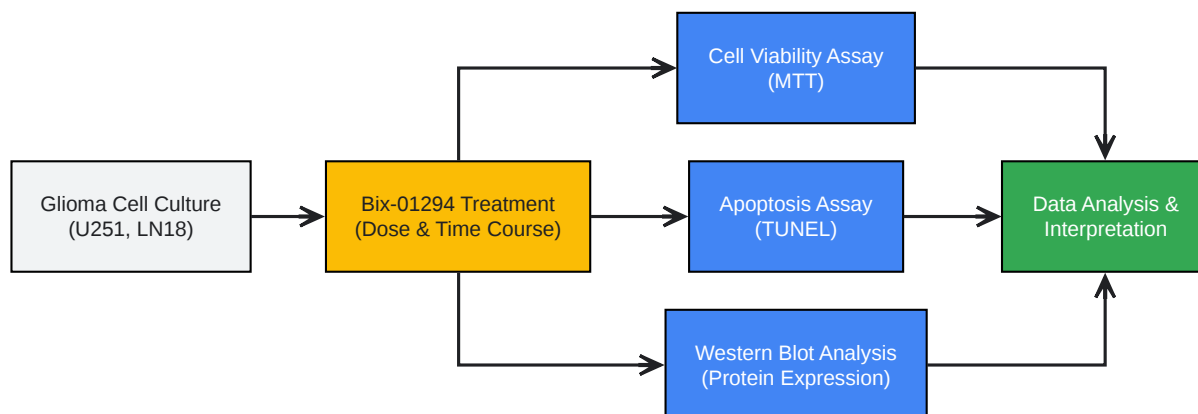 Glioma Cell Culture
(U251, LN18)
Bix-01294 Treatment
(Dose & Time Course)
Cell Viability Assay
(MTT)
Apoptosis Assay
(TUNEL)
Western Blot Analysis
(Protein Expression)
Data Analysis &
Interpretation